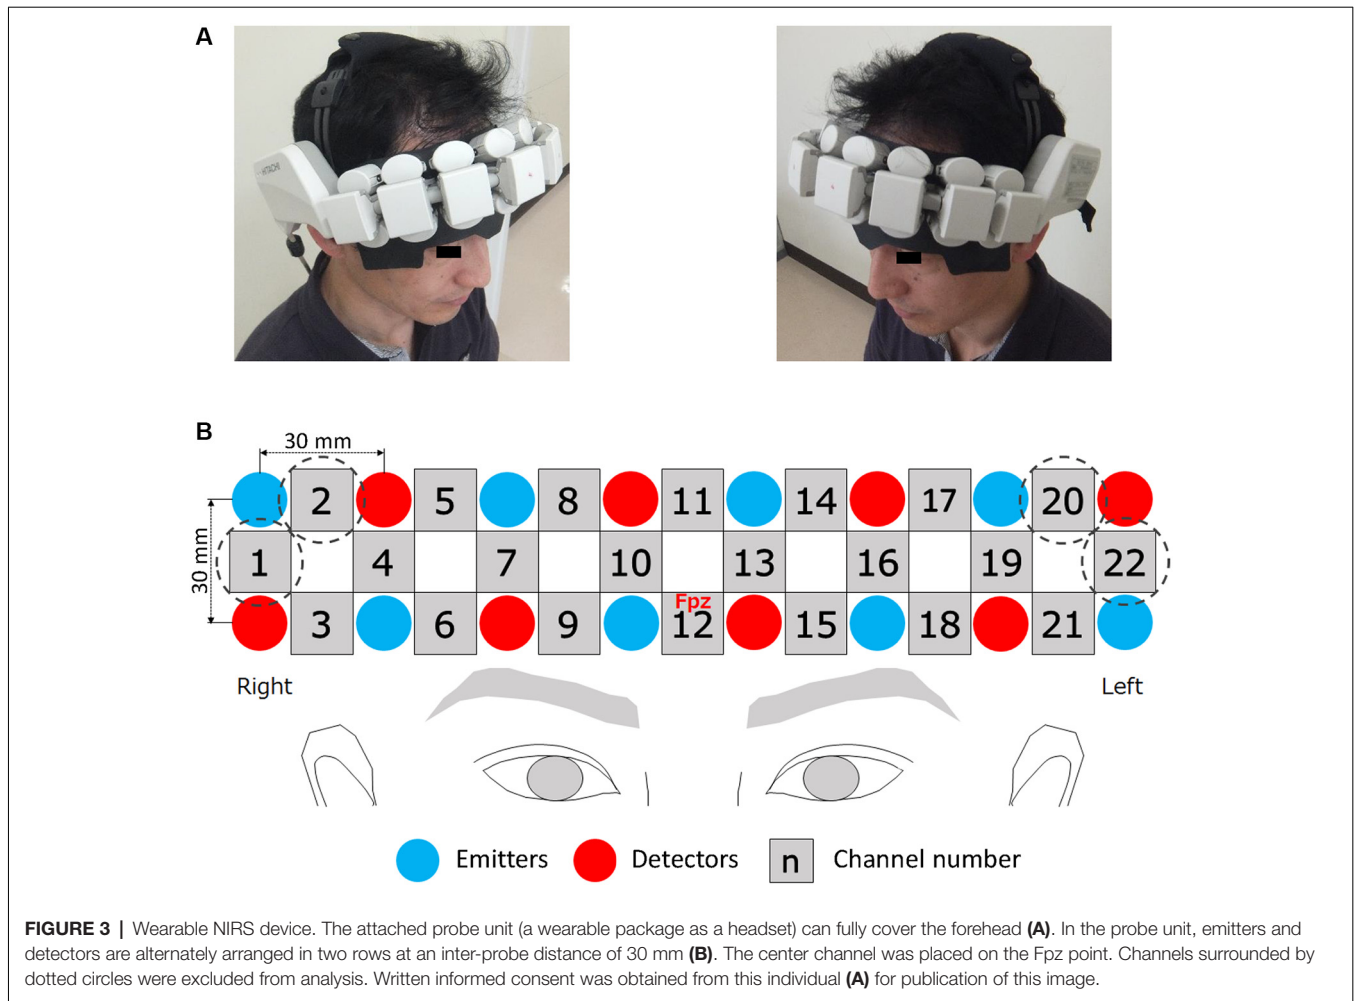 A
HITACHI
B
30 mm
30 mm
2 5 8 11 14 17 20
1 4 7 10 13 16 19 22
Fpz
3 6 9 12 15 18 21
Right
Left
Emitters
Detectors
n
Channel number
FIGURE 3 | Wearable NIRS device. The attached probe unit (a wearable package as a headset) can fully cover the forehead (A). In the probe unit, emitters and
detectors are alternately arranged in two rows at an inter-probe distance of 30 mm (B). The center channel was placed on the Fpz point. Channels surrounded by
dotted circles were excluded from analysis. Written informed consent was obtained from this individual (A) for publication of this image.